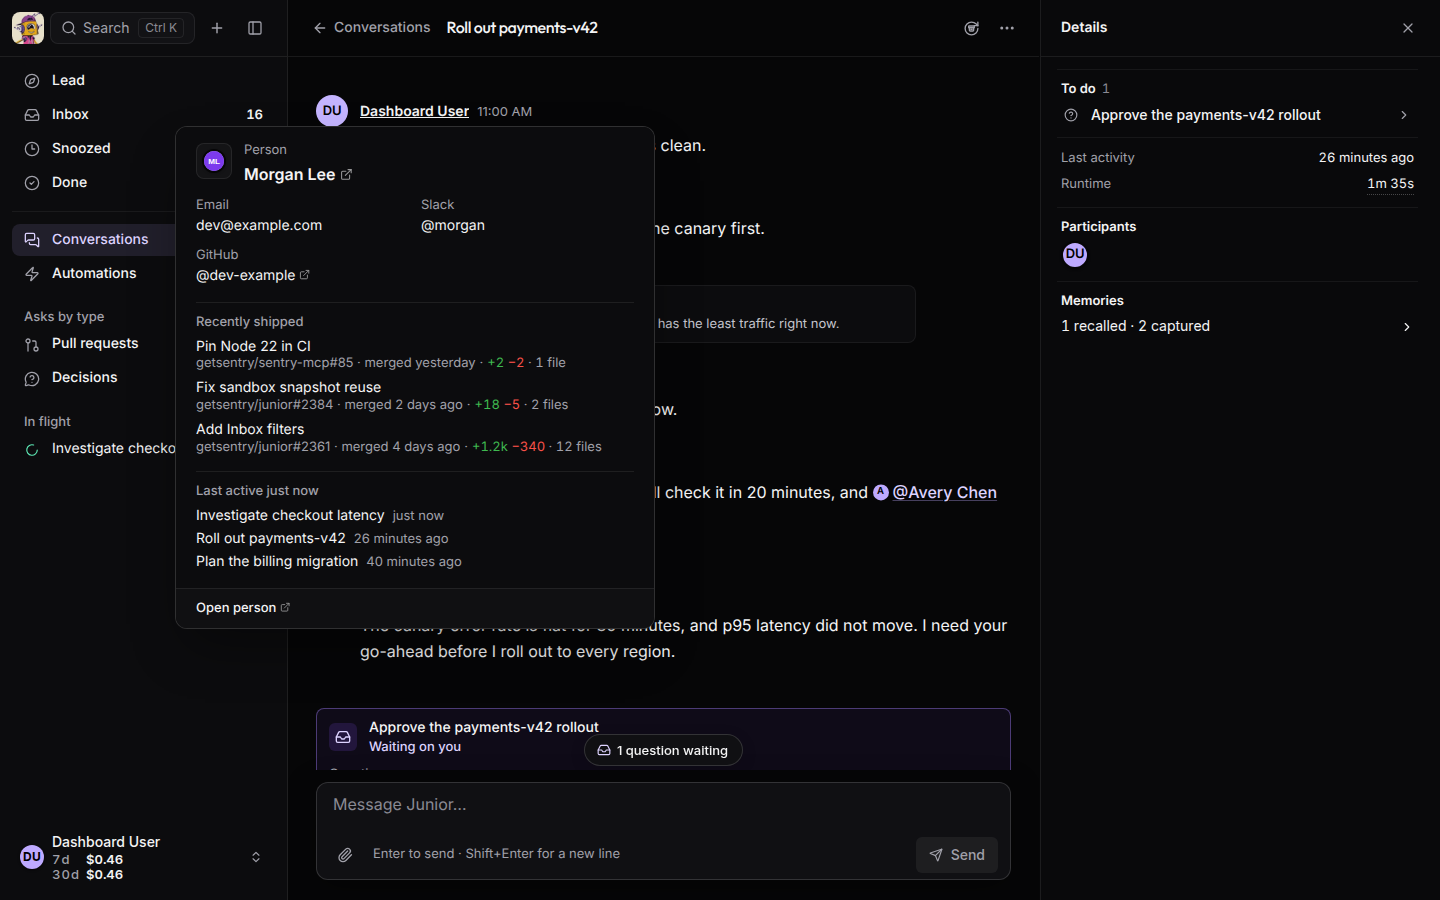 Search Ctrl K
Lead
Inbox 16
Snoozed
Done
Conversations
Automations
Asks by type
Pull requests
Decisions
In flight
Investigate checko
DU Dashboard User
7d $0.46
30d $0.46
Conversations Roll out payments-v42
DU Dashboard User 11:00 AM
clean.
ne canary first.
has the least traffic right now.
ow.
ll check it in 20 minutes, and A @Avery Chen
minutes, and p95 latency did not move. I need your
go-ahead before I roll out to every region.
Person
ML Morgan Lee
Email Slack
dev@example.com @morgan
GitHub
@dev-example
Recently shipped
Pin Node 22 in CI
getsentry/sentry-mcp#85 · merged yesterday · +2 −2 · 1 file
Fix sandbox snapshot reuse
getsentry/junior#2384 · merged 2 days ago · +18 −5 · 2 files
Add Inbox filters
getsentry/junior#2361 · merged 4 days ago · +1.2k −340 · 12 files
Last active just now
Investigate checkout latency just now
Roll out payments-v42 26 minutes ago
Plan the billing migration 40 minutes ago
Open person
Approve the payments-v42 rollout
Waiting on you
1 question waiting
Message Junior...
Enter to send · Shift+Enter for a new line
Send
Details
To do 1
Approve the payments-v42 rollout
Last activity 26 minutes ago
Runtime 1m 35s
Participants
DU
Memories
1 recalled · 2 captured